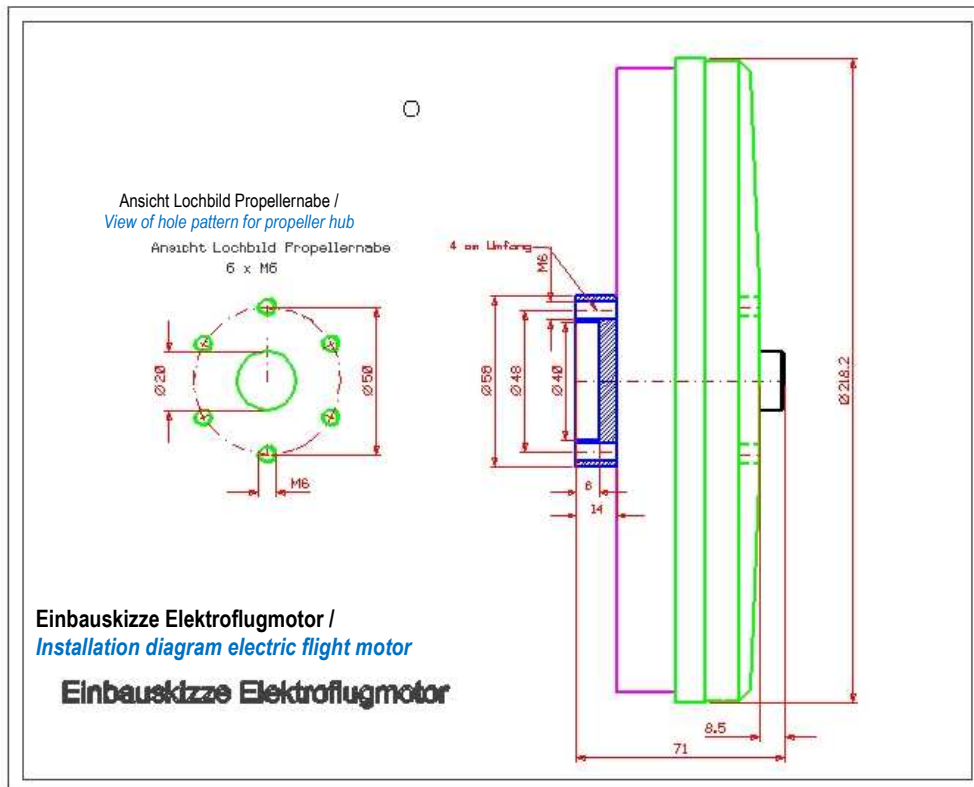 Ansicht Lochbild Propellernabe /
View of hole pattern for propeller hub
Ansicht Lochbild Propellernabe
6 x M6
4 am Umfang
M6
Ø20
Ø50
M6
Ø58
Ø48
Ø40
Ø218.2
6
14
Einbauskizze Elektroflugmotor /
Installation diagram electric flight motor
Einbauskizze Elektroflugmotor
8.5
71